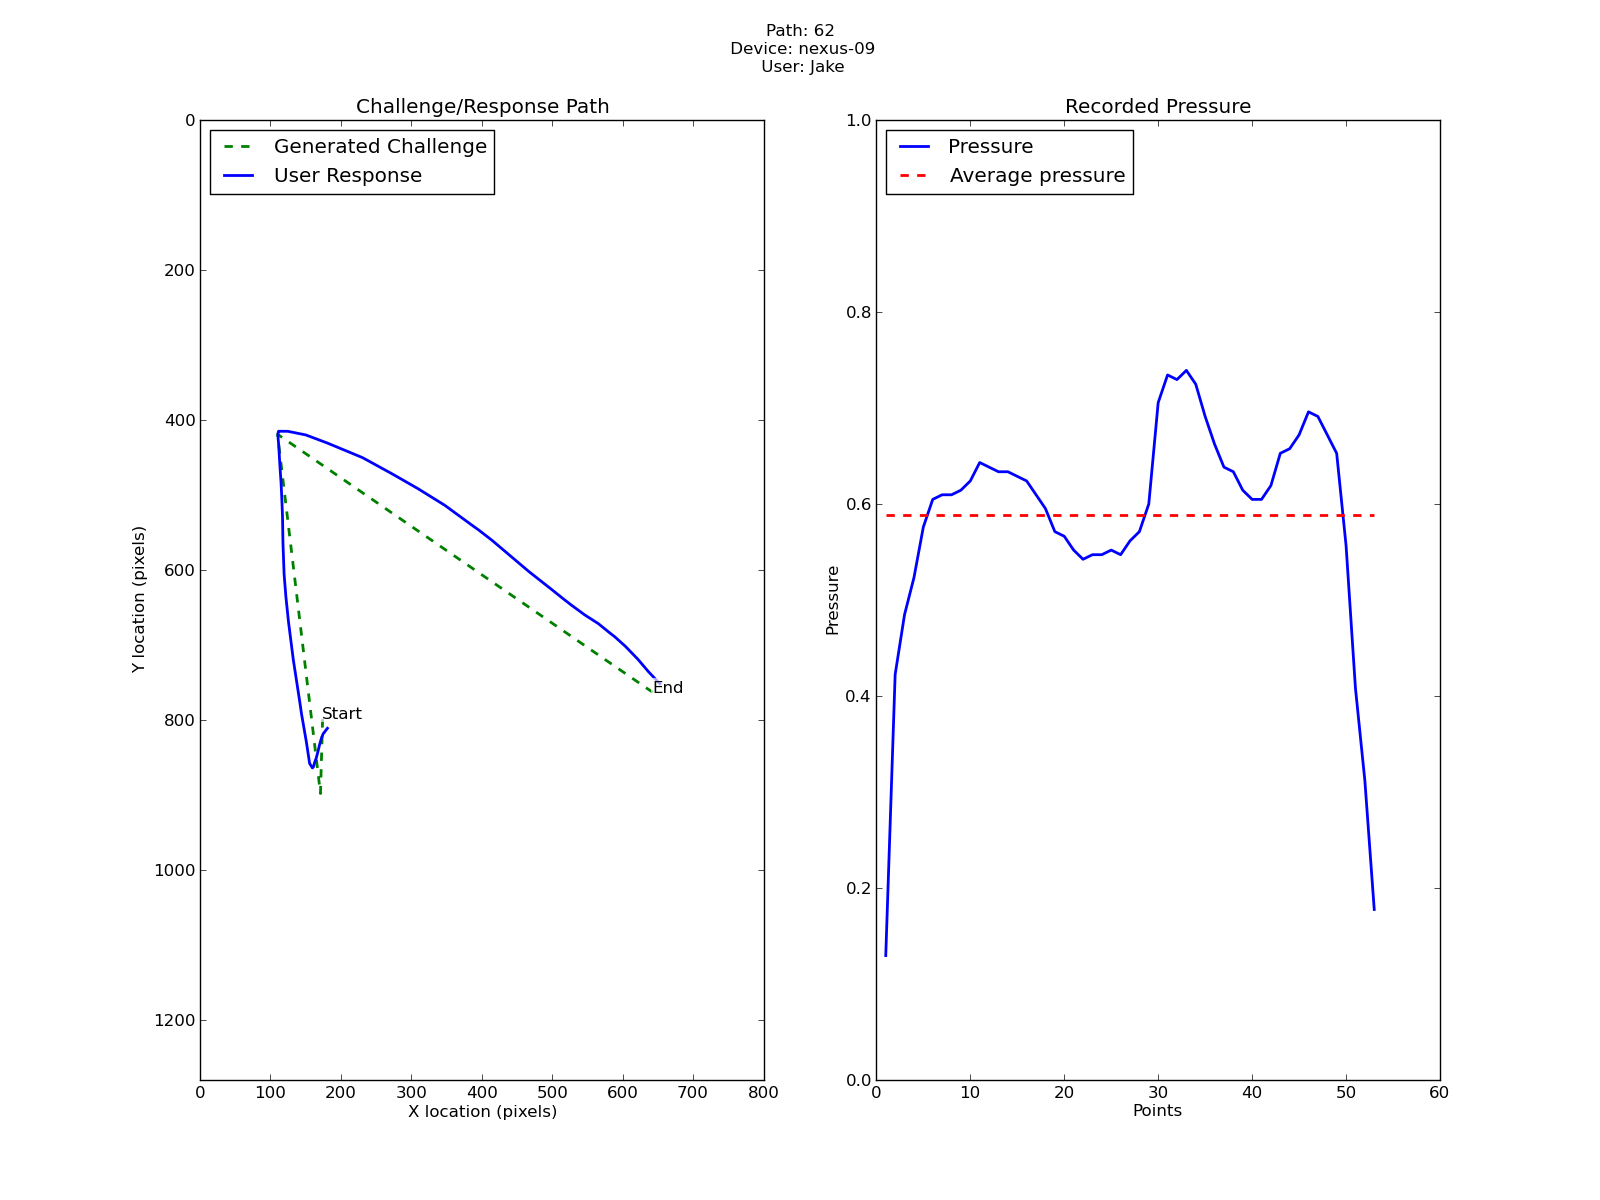 Path: 62
Device: nexus-09
User: Jake
Challenge/Response Path
Generated Challenge
User Response
0
200
400
600
800
1000
1200
Y location (pixels)
Start
End
0 100 200 300 400 500 600 700 800
X location (pixels)
Recorded Pressure
Pressure
Average pressure
1.0
0.8
0.6
0.4
0.2
0.0
Pressure
0 10 20 30 40 50 60
Points